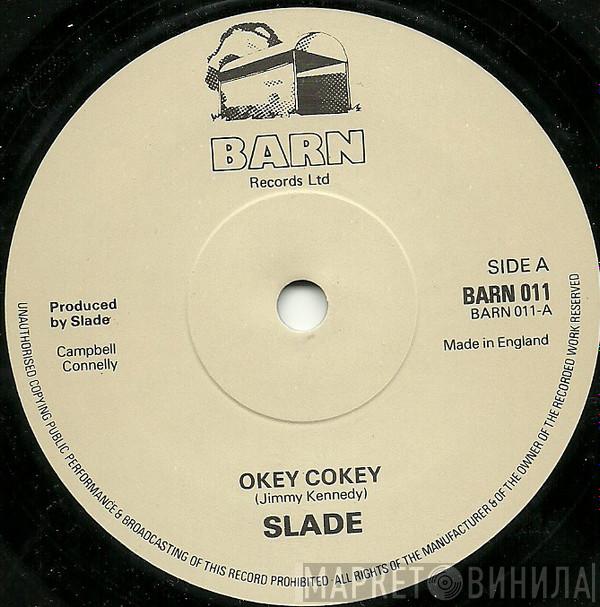 BARN
Records Ltd
SIDE A
BARN 011
BARN 011-A
Made in England
Produced
by Slade
Campbell
Connelly
OKEY COKEY
(Jimmy Kennedy)
SLADE
UNAUTHORISED COPYING PUBLIC PERFORMANCE & BROADCASTING OF THIS RECORD PROHIBITED - ALL RIGHTS OF THE MANUFACTURER & OF THE OWNER OF THE RECORDED WORK RESERVED
МАРКЕТ ВИНИЛА